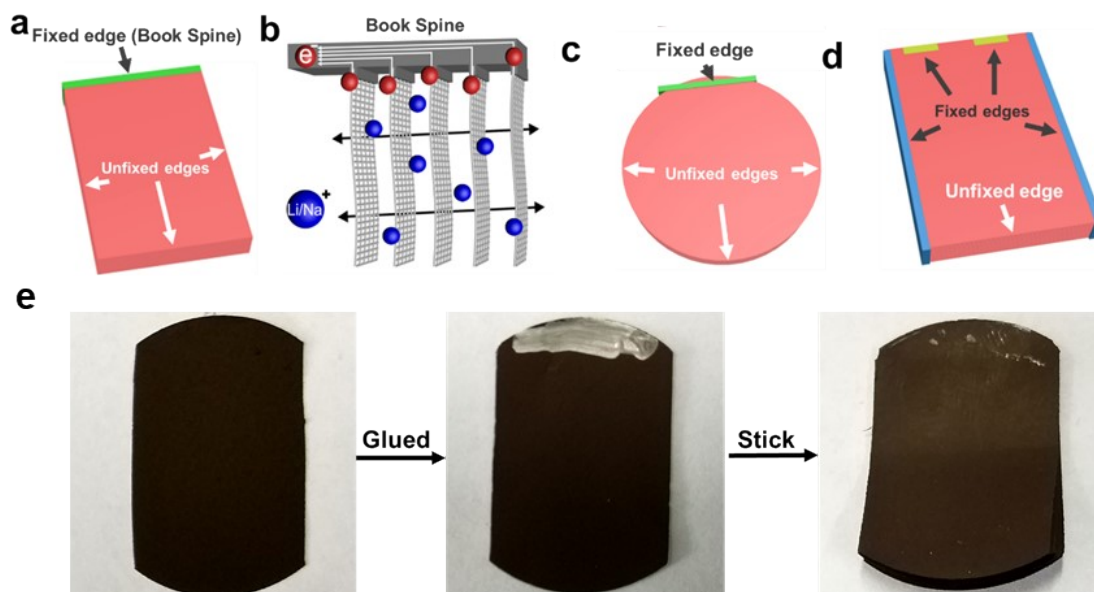 a
Fixed edge (Book Spine)
Unfixed edges
b
Book Spine
e
Li/Na
+
c
Fixed edge
Unfixed edges
d
Fixed edges
Unfixed edge
e
Glued
Stick